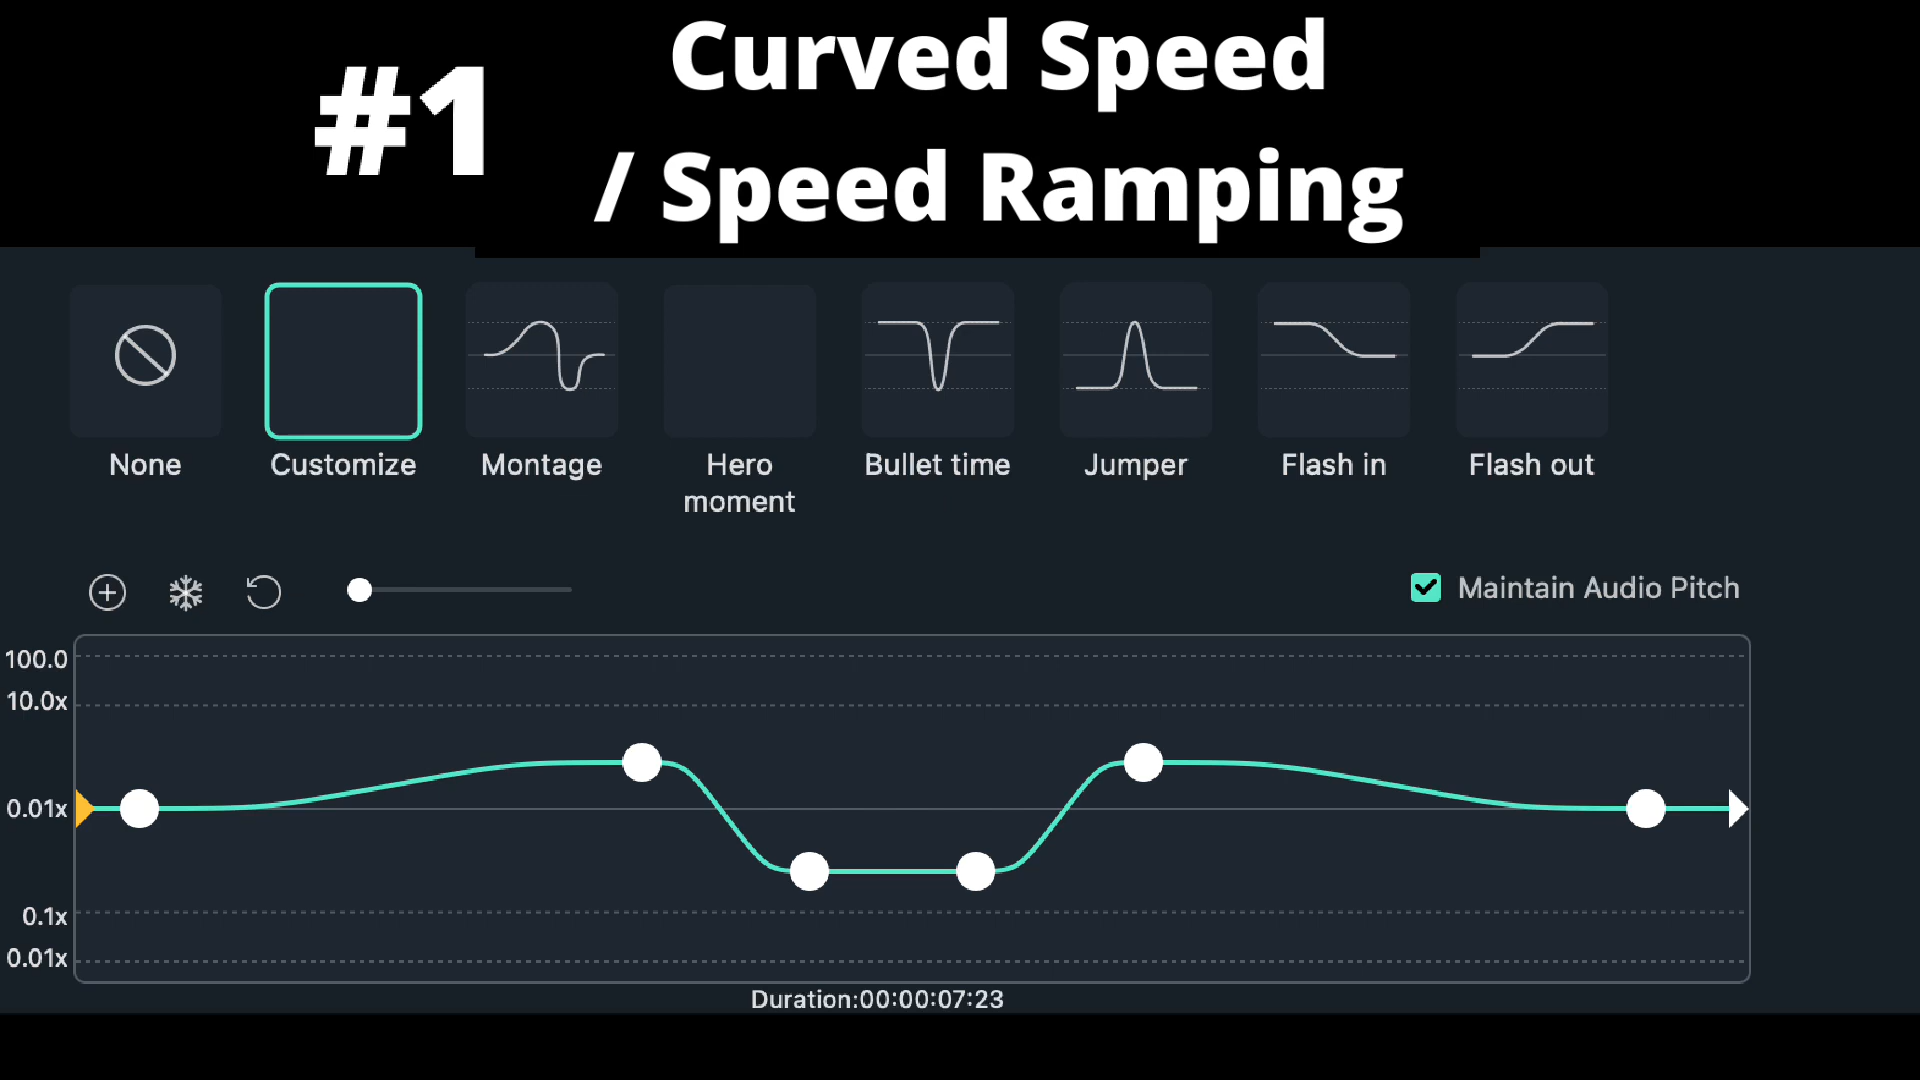 #1
Curved Speed
/ Speed Ramping
None
Customize
Montage
Hero
moment
Bullet time
Jumper
Flash in
Flash out
Maintain Audio Pitch
100.0
10.0x
0.01x
0.1x
0.01x
Duration:00:00:07:23